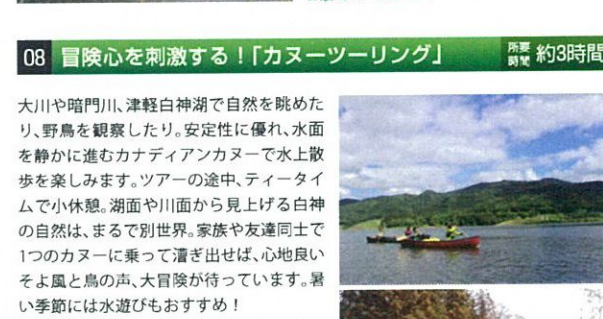 08 冒険心を刺激する！「カヌーツーリング」 所要時間 約3時間
大川や暗門川、津軽白神湖で自然を眺めた
り、野鳥を観察したり。安定性に優れ、水面
を静かに進むカナディアンカヌーで水上散
歩を楽しみます。ツアーの途中、ティータイ
ムで小休憩。湖面や川面から見上げる白神
の自然は、まるで別世界。家族や友達同士で
1つのカヌーに乗って漕ぎ出せば、心地良い
そよ風と鳥の声、大冒険が待っています。暑
い季節には水遊びもおすすめ！